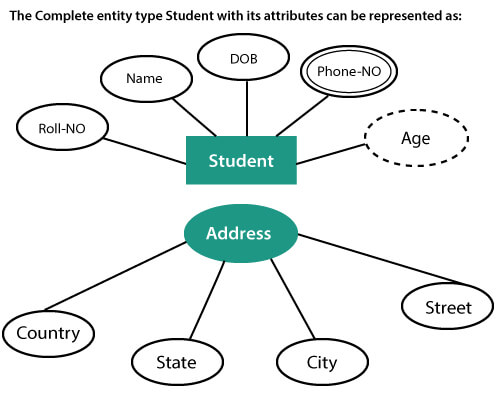 The Complete entity type Student with its attributes can be represented as:
DOB
Name
Phone-NO
Roll-NO
Age
Student
Address
Country
State
City
Street